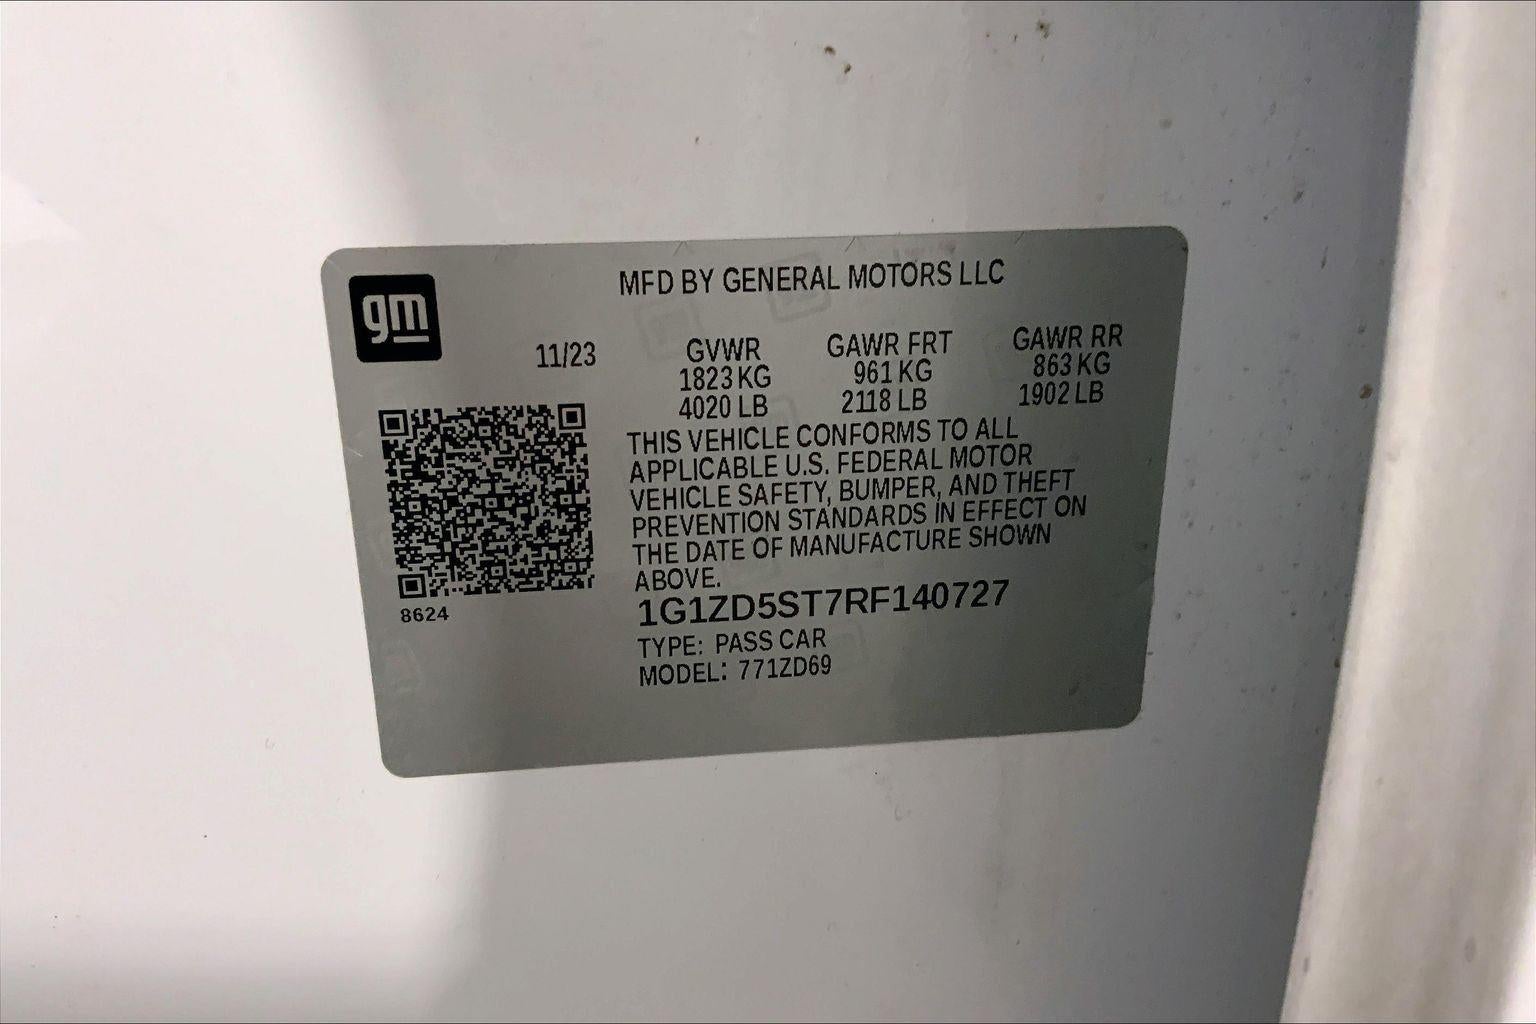 gm
MFD BY GENERAL MOTORS LLC
11/23
GVWR GAWR FRT GAWR RR
1823 KG 961 KG 863 KG
4020 LB 2118 LB 1902 LB
THIS VEHICLE CONFORMS TO ALL
APPLICABLE U.S. FEDERAL MOTOR
VEHICLE SAFETY, BUMPER, AND THEFT
PREVENTION STANDARDS IN EFFECT ON
THE DATE OF MANUFACTURE SHOWN
ABOVE.
8624
1G1ZD5ST7RF140727
TYPE: PASS CAR
MODEL: 771ZD69